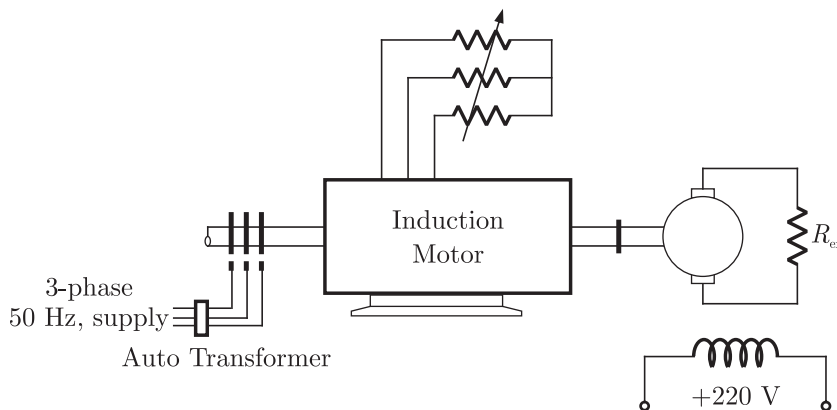 Induction
Motor
3-phase
50 Hz, supply
Auto Transformer
+220 V